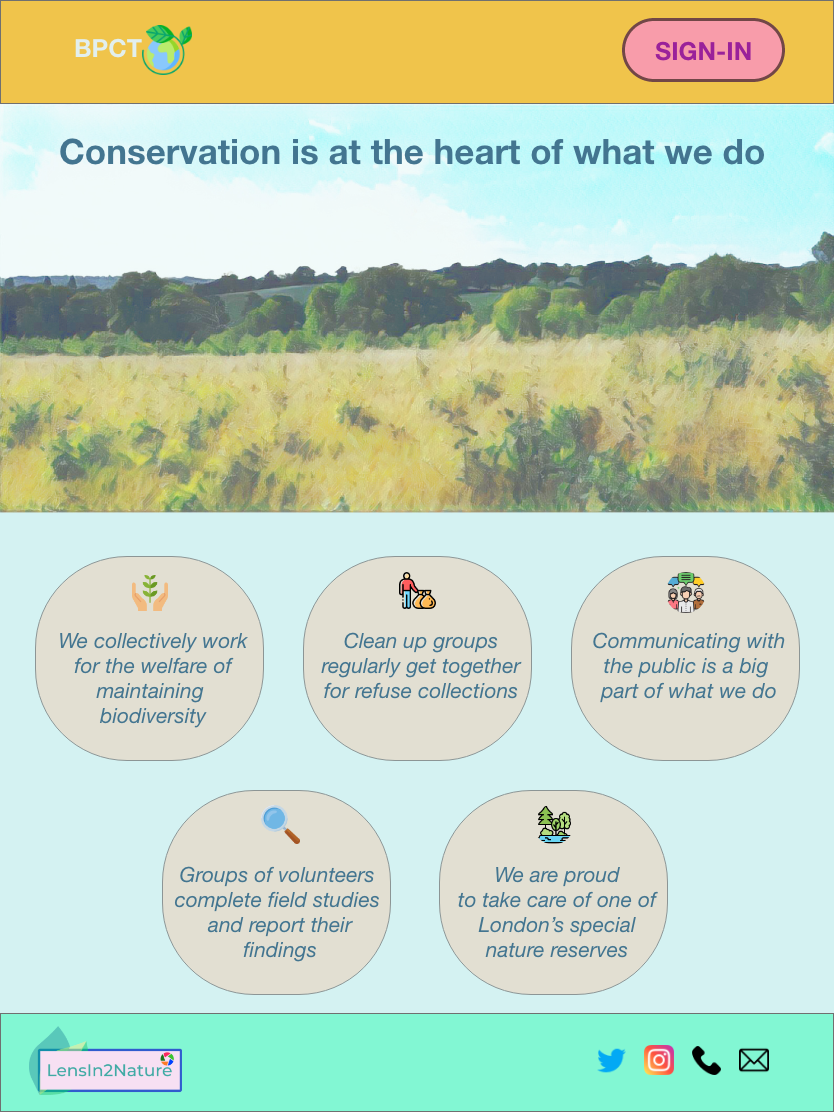 BPCT
SIGN-IN
Conservation is at the heart of what we do
We collectively work
for the welfare of
maintaining
biodiversity
Clean up groups
regularly get together
for refuse collections
Communicating with
the public is a big
part of what we do
Groups of volunteers
complete field studies
and report their
findings
We are proud
to take care of one of
London’s special
nature reserves
LensIn2Nature